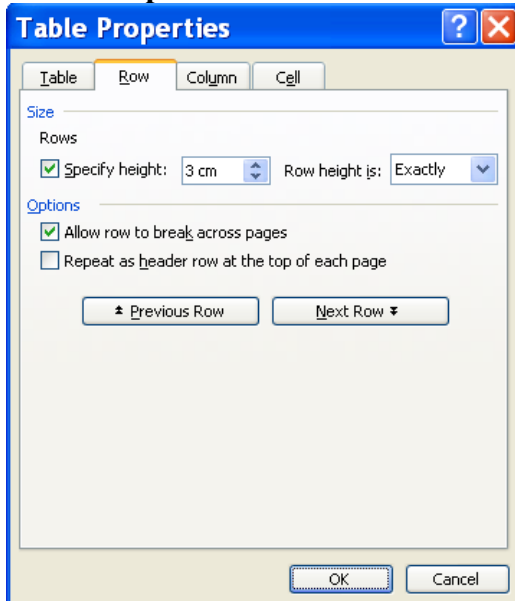 Table Properties
Table Row Column Cell
Size
Rows
Specify height: 3 cm Row height is: Exactly
Options
Allow row to break across pages
Repeat as header row at the top of each page
Previous Row Next Row
OK Cancel